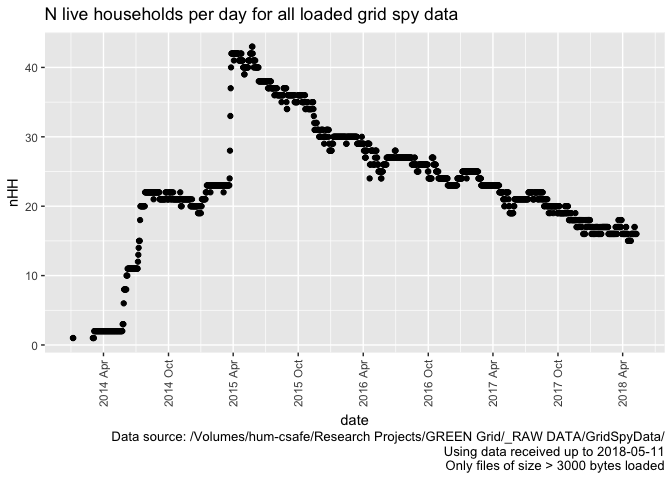 N live households per day for all loaded grid spy data
nHH
40
30
20
10
0
2014 Apr
2014 Oct
2015 Apr
2015 Oct
2016 Apr
2016 Oct
2017 Apr
2017 Oct
2018 Apr
date
Data source: /Volumes/hum-csafe/Research Projects/GREEN Grid/_RAW DATA/GridSpyData/
Using data received up to 2018-05-11
Only files of size > 3000 bytes loaded